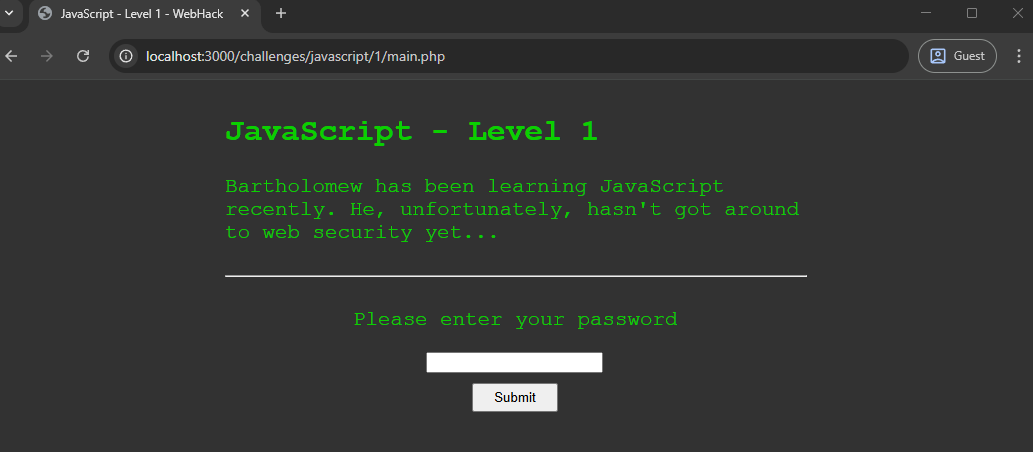 JavaScript - Level 1 - WebHack
localhost:3000/challenges/javascript/1/main.php
Guest
JavaScript - Level 1
Bartholomew has been learning JavaScript
recently. He, unfortunately, hasn't got around
to web security yet...
Please enter your password
Submit